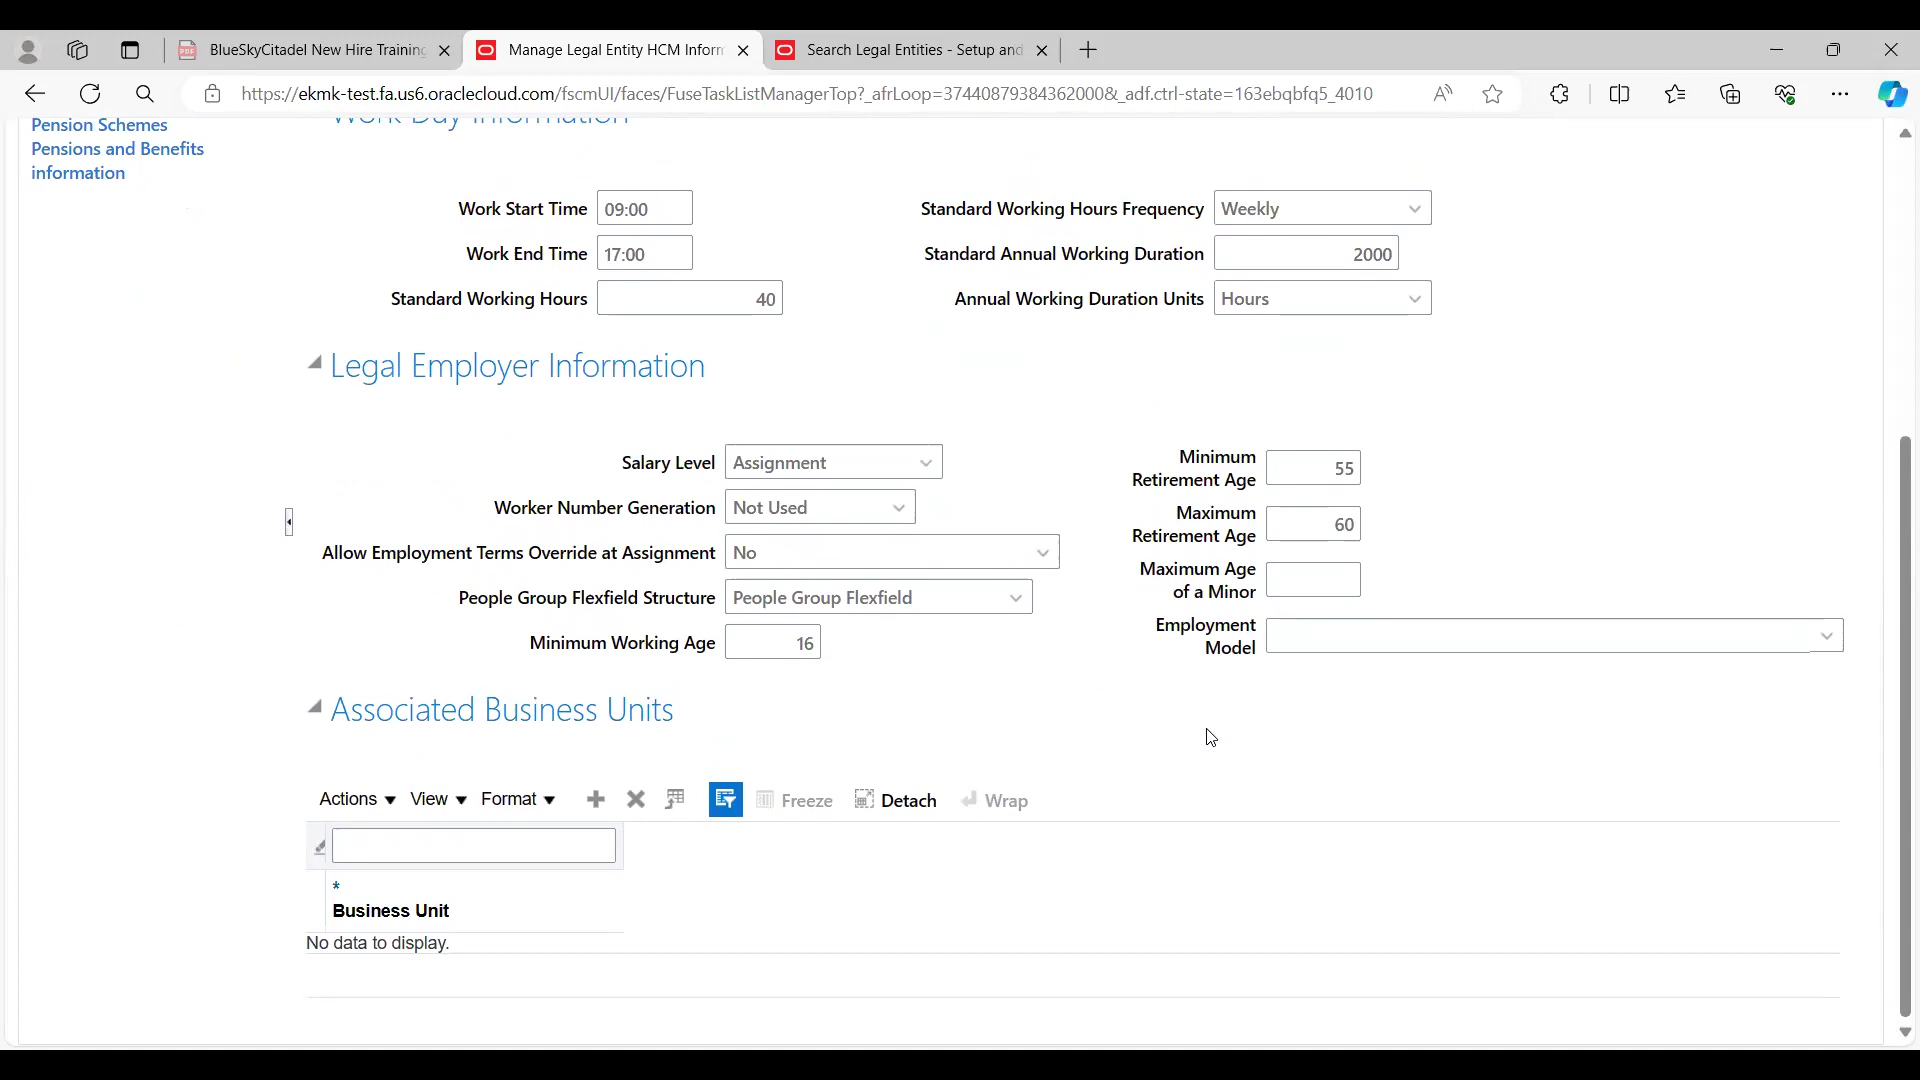 BlueSkyCitadel New Hire Training
Manage Legal Entity HCM Inforr
Search Legal Entities - Setup and
https://ekmk-test.fa.us6.oraclecloud.com/fscmUI/faces/FuseTaskListManagerTop?_afrLoop=37440879384362000&_adf.ctrl-state=163ebqbfq5_4010
Pension Schemes
Pensions and Benefits
information
Work Day Information
Work Start Time 09:00
Standard Working Hours Frequency Weekly
Work End Time 17:00
Standard Annual Working Duration 2000
Standard Working Hours 40
Annual Working Duration Units Hours
Legal Employer Information
Salary Level Assignment
Minimum
Retirement Age 55
Worker Number Generation Not Used
Maximum
Retirement Age 60
Allow Employment Terms Override at Assignment No
Maximum Age
of a Minor
People Group Flexfield Structure People Group Flexfield
Employment
Model
Minimum Working Age 16
Associated Business Units
Actions View Format Freeze Detach Wrap
*
Business Unit
No data to display.